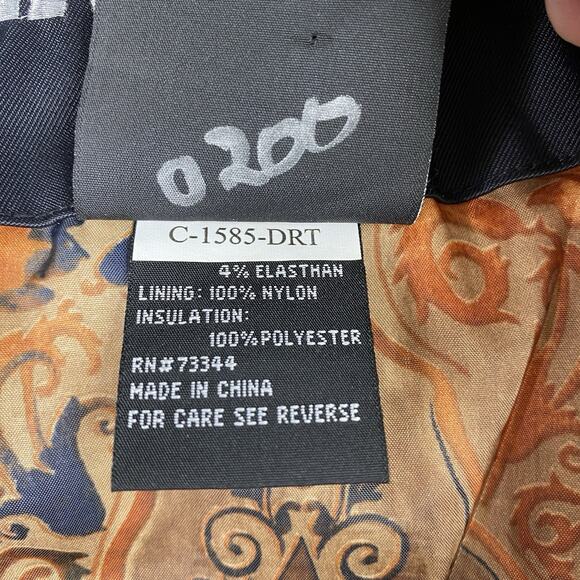 0200
C-1585-DRT
4% ELASTHAN
LINING: 100% NYLON
INSULATION:
100% POLYESTER
RN#73344
MADE IN CHINA
FOR CARE SEE REVERSE